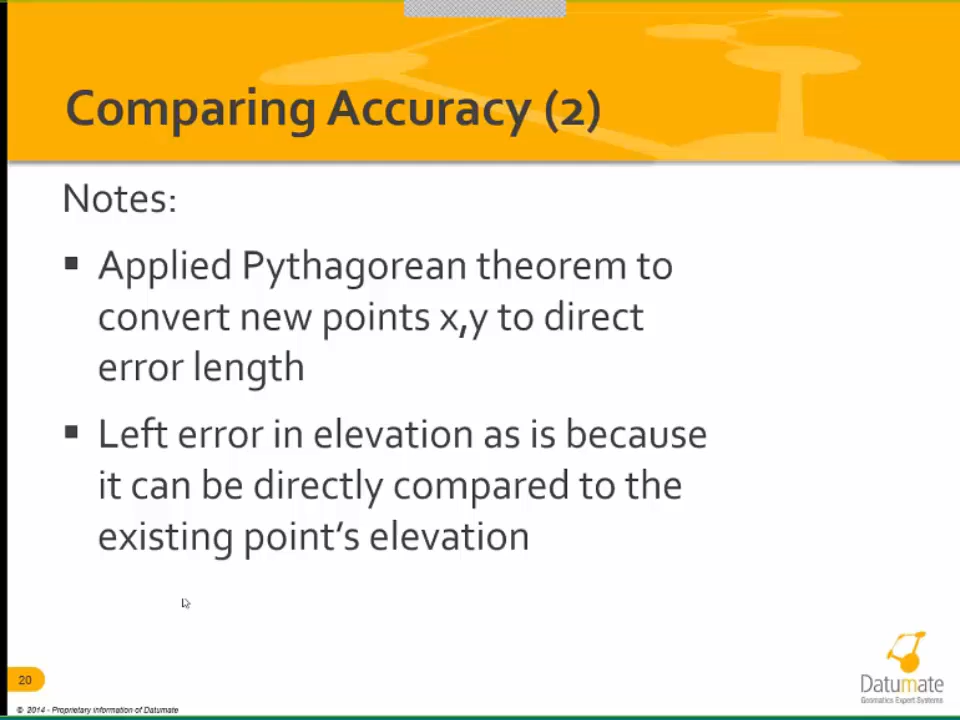 Comparing Accuracy (2)
Notes:
▪ Applied Pythagorean theorem to
convert new points x,y to direct
error length
▪ Left error in elevation as is because
it can be directly compared to the
existing point's elevation
20
© 2014 - Proprietary information of Datumate
Datumate
Geomatics Expert Systems